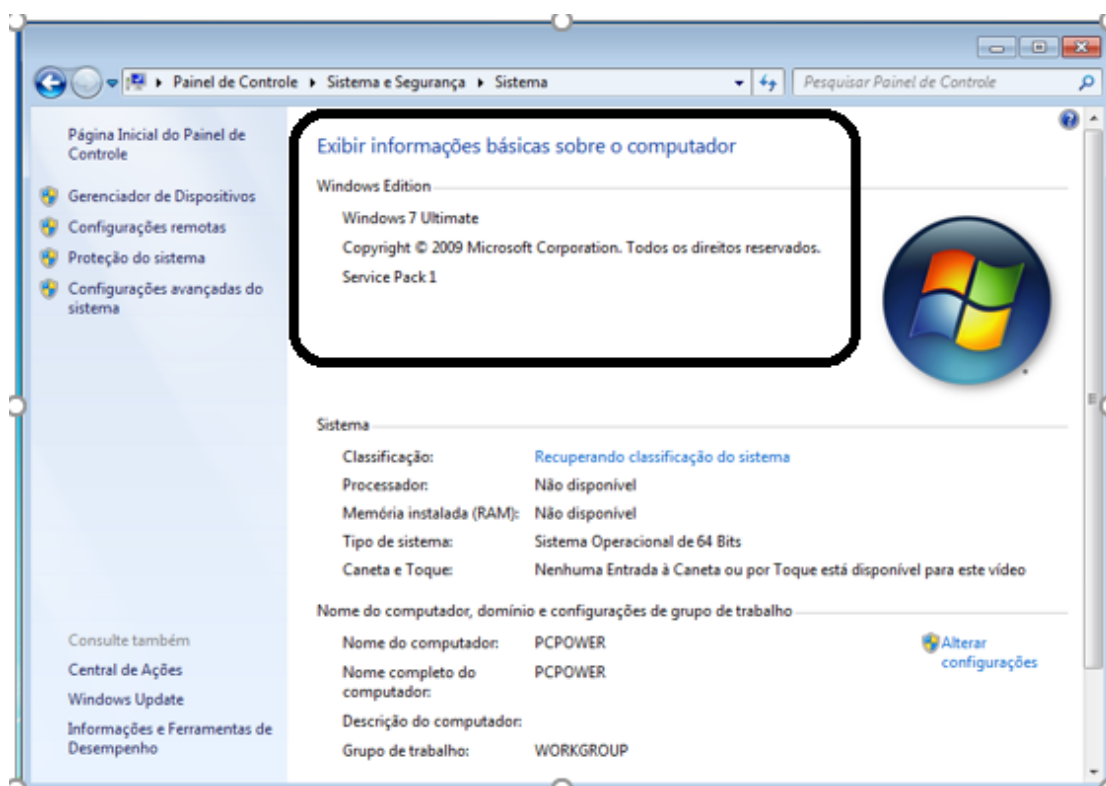 Painel de Controle Sistema e Segurança Sistema
Pesquisar Painel de Controle
Página Inicial do Painel de
Controle
Gerenciador de Dispositivos
Configurações remotas
Proteção do sistema
Configurações avançadas do
sistema
Consulte também
Central de Ações
Windows Update
Informações e Ferramentas de
Desempenho
Exibir informações básicas sobre o computador
Windows Edition
Windows 7 Ultimate
Copyright © 2009 Microsoft Corporation. Todos os direitos reservados.
Service Pack 1
Sistema
Classificação: Recuperando classificação do sistema
Processador: Não disponível
Memória instalada (RAM): Não disponível
Tipo de sistema: Sistema Operacional de 64 Bits
Caneta e Toque: Nenhuma Entrada à Caneta ou por Toque está disponível para este vídeo
Nome do computador, domínio e configurações de grupo de trabalho
Nome do computador: PCPOWER
Nome completo do
computador: PCPOWER
Descrição do computador:
Grupo de trabalho: WORKGROUP
Alterar
configurações